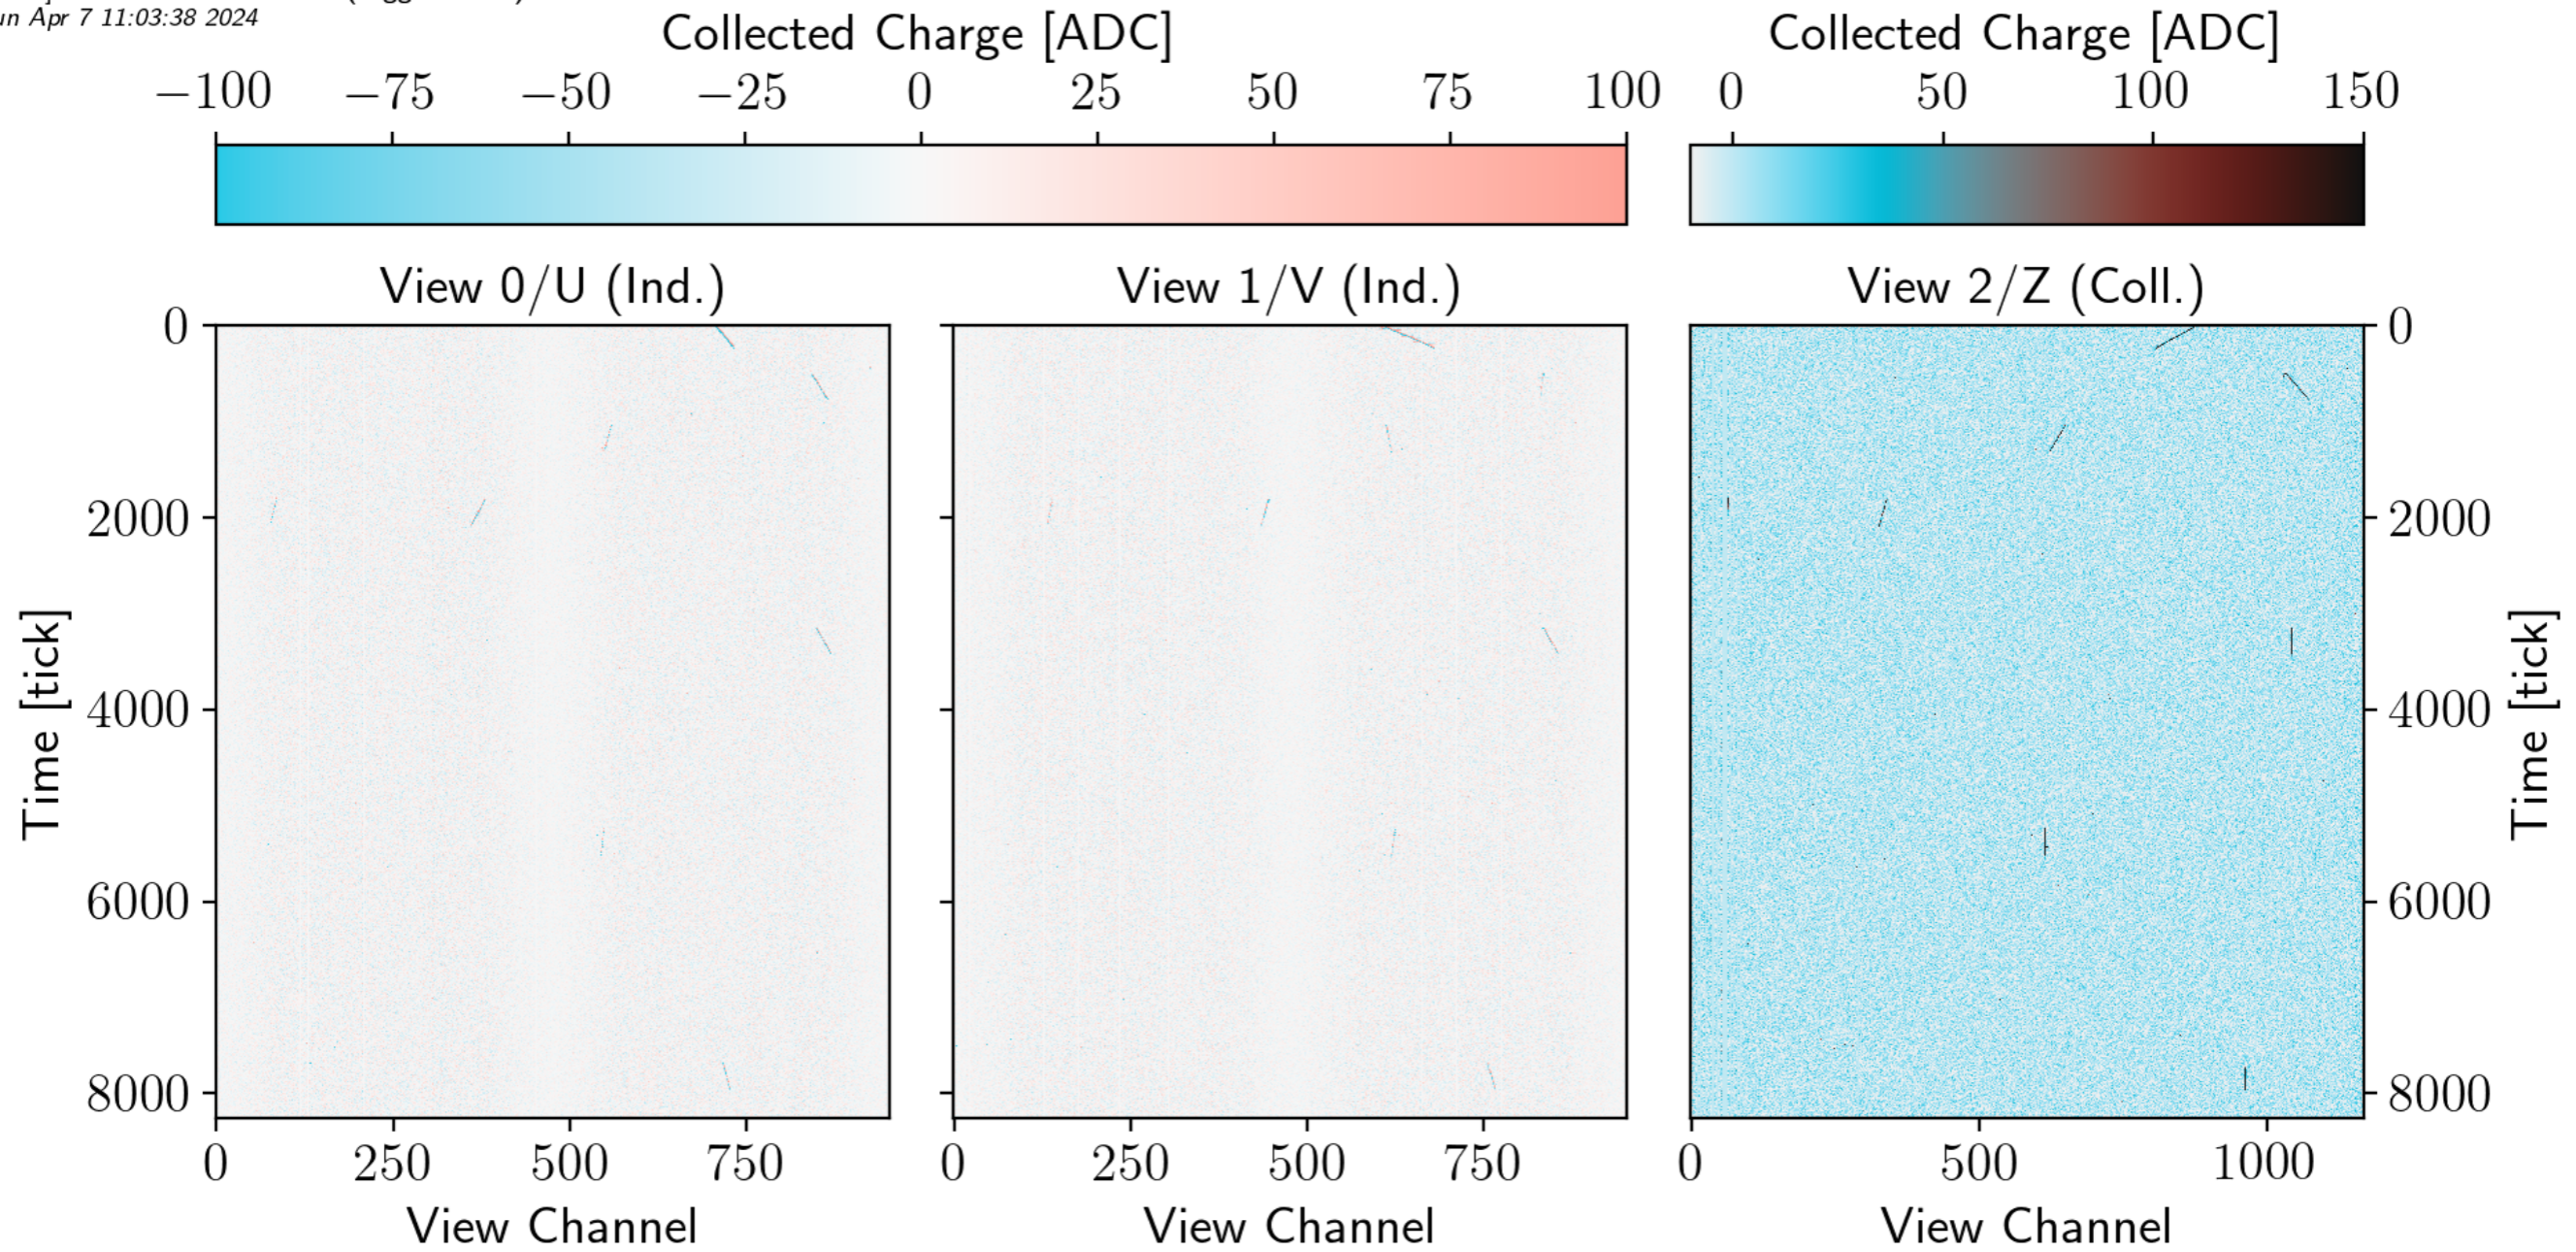 un Apr 7 11:03:38 2024
Collected Charge [ADC] Collected Charge [ADC]
−100 −75 −50 −25 0 25 50 75 100 0 50 100 150
View 0/U (Ind.) View 1/V (Ind.) View 2/Z (Coll.)
0 0
2000 2000
4000 4000
6000 6000
8000 8000
Time [tick] Time [tick]
0 250 500 750 0 250 500 750 0 500 1000
View Channel View Channel View Channel